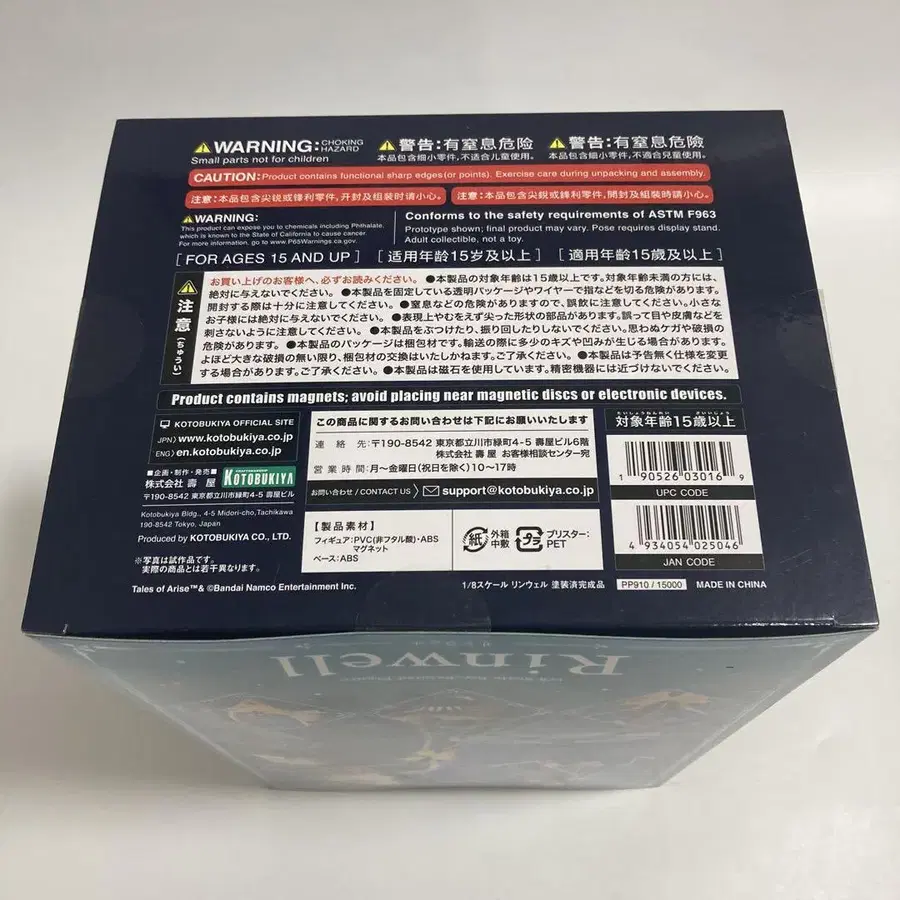 WARNING: CHOKING HAZARD
Small parts not for children
警告:有窒息危险
本品包含细小零件,不适合儿童使用。
警告:有窒息危險
本品包含細小零件,不適合兒童使用。
CAUTION:Product contains functional sharp edges(or points). Exercise care during unpacking and assembly.
注意:本品包含尖锐或锋利零件,开封及组装时请小心。
注意:本品包含尖銳或鋒利零件,開封及組裝時請小心。
WARNING:
This product can expose you to chemicals including Phthalate,
which is known to the State of California to cause cancer.
For more information, go to www.P65Warnings.ca.gov.
Conforms to the safety requirements of ASTM F963
Prototype shown; final product may vary. Pose requires display stand.
Adult collectible, not a toy.
[FOR AGES 15 AND UP]
[适用年龄15岁及以上]
[適用年齡15歲及以上]
注意(ちゅうい)
お買い上げのお客様へ、必ずお読みください。 ●本製品の対象年齢は15歳以上です。対象年齢未満の方には、
絶対に与えないでください。 ●本製品を固定している透明パッケージやワイヤーで指などを切る危険があります。
開封する際は十分に注意してください。 ●窒息などの危険がありますので、誤飲に注意してください。小さな
お子様には絶対に与えないでください。 ●表現上やむをえず尖った形状の部品があります。誤って目や皮膚などを
刺さないように注意してください。 ●本製品をぶつけたり、振り回したりしないでください。思わぬケガや破損の
危険があります。 ●本製品のパッケージは梱包材です。輸送の際に多少のキズや凹みが生じる場合があります。
よほど大きな破損の無い限り、梱包材の交換はいたしかねます。ご了承ください。 ●本製品は予告無く仕様を変更
する場合があります。ご了承ください。 ●本製品は磁石を使用しています。精密機器には近づけないでください。
Product contains magnets; avoid placing near magnetic discs or electronic devices.
KOTOBUKIYA OFFICIAL SITE
JPN〉www.kotobukiya.co.jp
ENG〉en.kotobukiya.co.jp
■企画・制作・発売■
株式会社 壽 屋
KOTOBUKIYA
〒190-8542 東京都立川市緑町4-5 壽屋ビル
Kotobukiya Bldg., 4-5 Midori-cho,Tachikawa
190-8542 Tokyo, Japan
Produced by KOTOBUKIYA CO., LTD.
※写真は試作品です。
実際の商品とは若干異なります。
Tales of Arise™& ©Bandai Namco Entertainment Inc.
この商品に関するお問い合わせは下記にお願いいたします
連 絡 先:〒190-8542 東京都立川市緑町4-5 壽屋ビル6階
株式会社 壽 屋 お客様相談センター宛
営業時間:月〜金曜日(祝日を除く)10〜17時
お問い合わせ / CONTACT US
support@kotobukiya.co.jp
【製品素材】
フィギュア:PVC(非フタル酸)・ABS
マグネット
ベース:ABS
紙
外箱
中敷
プラ
ブリスター:
PET
1/8スケール リンウェル 塗装済完成品
たいしょうねんれい さいいじょう
対象年齢15歳以上
1 90526 03016 9
UPC CODE
4 934054 025046
JAN CODE
PP910 / 15000
MADE IN CHINA
Rinwell